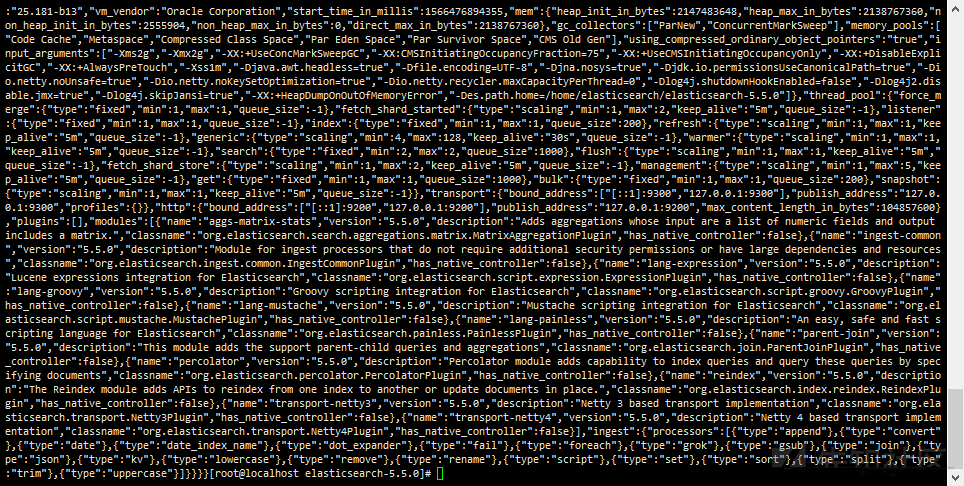 :"25.181-b13","vm_vendor":"Oracle Corporation","start_time_in_millis":1566476894355,"mem":{"heap_init_in_bytes":2147483648,"heap_max_in_bytes":2138767360,"no
n_heap_init_in_bytes":2555904,"non_heap_max_in_bytes":0,"direct_max_in_bytes":2138767360},"gc_collectors":["ParNew","ConcurrentMarkSweep"],"memory_pools":[
"Code Cache","Metaspace","Compressed Class Space","Par Eden Space","Par Survivor Space","CMS Old Gen"],"using_compressed_ordinary_object_pointers":"true","i
nput_arguments":["-Xms2g","-Xmx2g","-XX:+UseConcMarkSweepGC","-XX:CMSInitiatingOccupancyFraction=75","-XX:+UseCMSInitiatingOccupancyOnly","-XX:+DisableExpli
citGC","-XX:+AlwaysPreTouch","-Xss1m","-Djava.awt.headless=true","-Dfile.encoding=UTF-8","-Djna.nosys=true","-Djdk.io.permissionsUseCanonicalPath=true","-Di
o.netty.noUnsafe=true","-Dio.netty.noKeySetOptimization=true","-Dio.netty.recycler.maxCapacityPerThread=0","-Dlog4j.shutdownHookEnabled=false","-Dlog4j2.dis
able.jmx=true","-Dlog4j.skipJansi=true","-XX:+HeapDumpOnOutOfMemoryError","-Des.path.home=/home/elasticsearch/elasticsearch-5.5.0"]},"thread_pool":{"force_m
erge":{"type":"fixed","min":1,"max":1,"queue_size":-1},"fetch_shard_started":{"type":"scaling","min":1,"max":2,"keep_alive":"5m","queue_size":-1},"listener"
:{"type":"fixed","min":1,"max":1,"queue_size":-1},"index":{"type":"fixed","min":1,"max":1,"queue_size":200},"refresh":{"type":"scaling","min":1,"max":1,"kee
p_alive":"5m","queue_size":-1},"generic":{"type":"scaling","min":4,"max":128,"keep_alive":"30s","queue_size":-1},"warmer":{"type":"scaling","min":1,"max":1,
"keep_alive":"5m","queue_size":-1},"search":{"type":"fixed","min":2,"max":2,"queue_size":1000},"flush":{"type":"scaling","min":1,"max":1,"keep_alive":"5m","
queue_size":-1},"fetch_shard_store":{"type":"scaling","min":1,"max":2,"keep_alive":"5m","queue_size":-1},"management":{"type":"scaling","min":1,"max":5,"kee
p_alive":"5m","queue_size":-1},"get":{"type":"fixed","min":1,"max":1,"queue_size":1000},"bulk":{"type":"fixed","min":1,"max":1,"queue_size":200},"snapshot":
{"type":"scaling","min":1,"max":1,"keep_alive":"5m","queue_size":-1}},"transport":{"bound_address":["[::1]:9300","127.0.0.1:9300"],"publish_address":"127.0.
0.1:9300","profiles":{}},"http":{"bound_address":["[::1]:9200","127.0.0.1:9200"],"publish_address":"127.0.0.1:9200","max_content_length_in_bytes":104857600}
,"plugins":[],"modules":[{"name":"aggs-matrix-stats","version":"5.5.0","description":"Adds aggregations whose input are a list of numeric fields and output 
includes a matrix.","classname":"org.elasticsearch.search.aggregations.matrix.MatrixAggregationPlugin","has_native_controller":false},{"name":"ingest-common
","version":"5.5.0","description":"Module for ingest processors that do not require additional security permissions or have large dependencies and resources
","classname":"org.elasticsearch.ingest.common.IngestCommonPlugin","has_native_controller":false},{"name":"lang-expression","version":"5.5.0","description":
"Lucene expression integration for Elasticsearch","classname":"org.elasticsearch.script.expression.ExpressionPlugin","has_native_controller":false},{"name"
:"lang-groovy","version":"5.5.0","description":"Groovy scripting integration for Elasticsearch","classname":"org.elasticsearch.script.groovy.GroovyPlugin","
has_native_controller":false},{"name":"lang-mustache","version":"5.5.0","description":"Mustache scripting integration for Elasticsearch","classname":"org.el
asticsearch.script.mustache.MustachePlugin","has_native_controller":false},{"name":"lang-painless","version":"5.5.0","description":"An easy, safe and fast s
cripting language for Elasticsearch","classname":"org.elasticsearch.painless.PainlessPlugin","has_native_controller":false},{"name":"parent-join","version":
"5.5.0","description":"This module adds the support parent-child queries and aggregations","classname":"org.elasticsearch.join.ParentJoinPlugin","has_native
_controller":false},{"name":"percolator","version":"5.5.0","description":"Percolator module adds capability to index queries and query these queries by spec
ifying documents","classname":"org.elasticsearch.percolator.PercolatorPlugin","has_native_controller":false},{"name":"reindex","version":"5.5.0","descriptio
n":"The Reindex module adds APIs to reindex from one index to another or update documents in place.","classname":"org.elasticsearch.index.reindex.ReindexPlu
gin","has_native_controller":false},{"name":"transport-netty3","version":"5.5.0","description":"Netty 3 based transport implementation","classname":"org.ela
sticsearch.transport.Netty3Plugin","has_native_controller":false},{"name":"transport-netty4","version":"5.5.0","description":"Netty 4 based transport implem
entation","classname":"org.elasticsearch.transport.Netty4Plugin","has_native_controller":false}],"ingest":{"processors":[{"type":"append"},{"type":"convert"
},{"type":"date"},{"type":"date_index_name"},{"type":"dot_expander"},{"type":"fail"},{"type":"foreach"},{"type":"grok"},{"type":"gsub"},{"type":"join"},{"ty
pe":"json"},{"type":"kv"},{"type":"lowercase"},{"type":"remove"},{"type":"rename"},{"type":"script"},{"type":"set"},{"type":"sort"},{"type":"split"},{"type"
:"trim"},{"type":"uppercase"}]}}}}[root@localhost elasticsearch-5.5.0]#